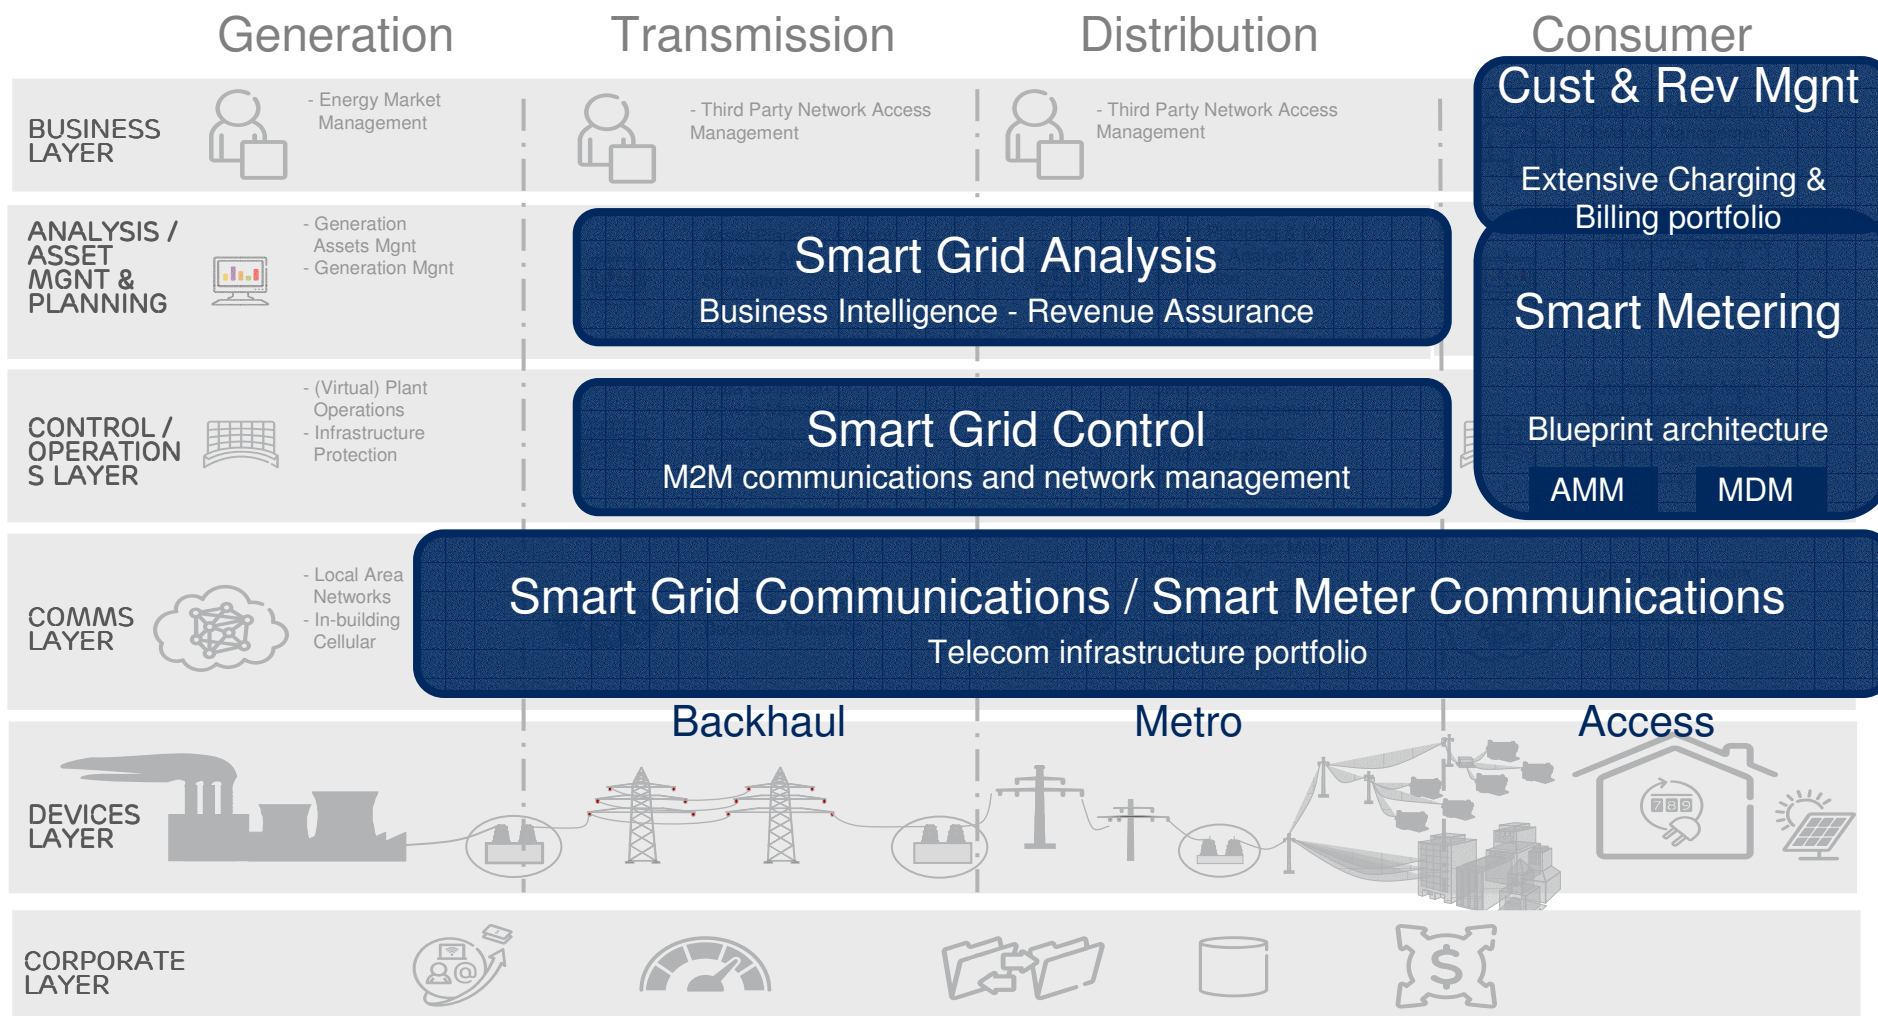 Generation
Transmission
Distribution
Consumer
BUSINESS
LAYER
- Energy Market
Management
- Third Party Network Access
Management
- Third Party Network Access
Management
Cust & Rev Mgnt
Extensive Charging &
Billing portfolio
ANALYSIS /
ASSET
MGNT &
PLANNING
- Generation
Assets Mgnt
- Generation Mgnt
Smart Grid Analysis
Business Intelligence - Revenue Assurance
Smart Metering
Blueprint architecture
AMM
MDM
CONTROL /
OPERATION
S LAYER
- (Virtual) Plant
Operations
- Infrastructure
Protection
Smart Grid Control
M2M communications and network management
COMMS
LAYER
- Local Area
Networks
- In-building
Cellular
Smart Grid Communications / Smart Meter Communications
Telecom infrastructure portfolio
Backhaul
Metro
Access
DEVICES
LAYER
789
CORPORATE
LAYER
@
$